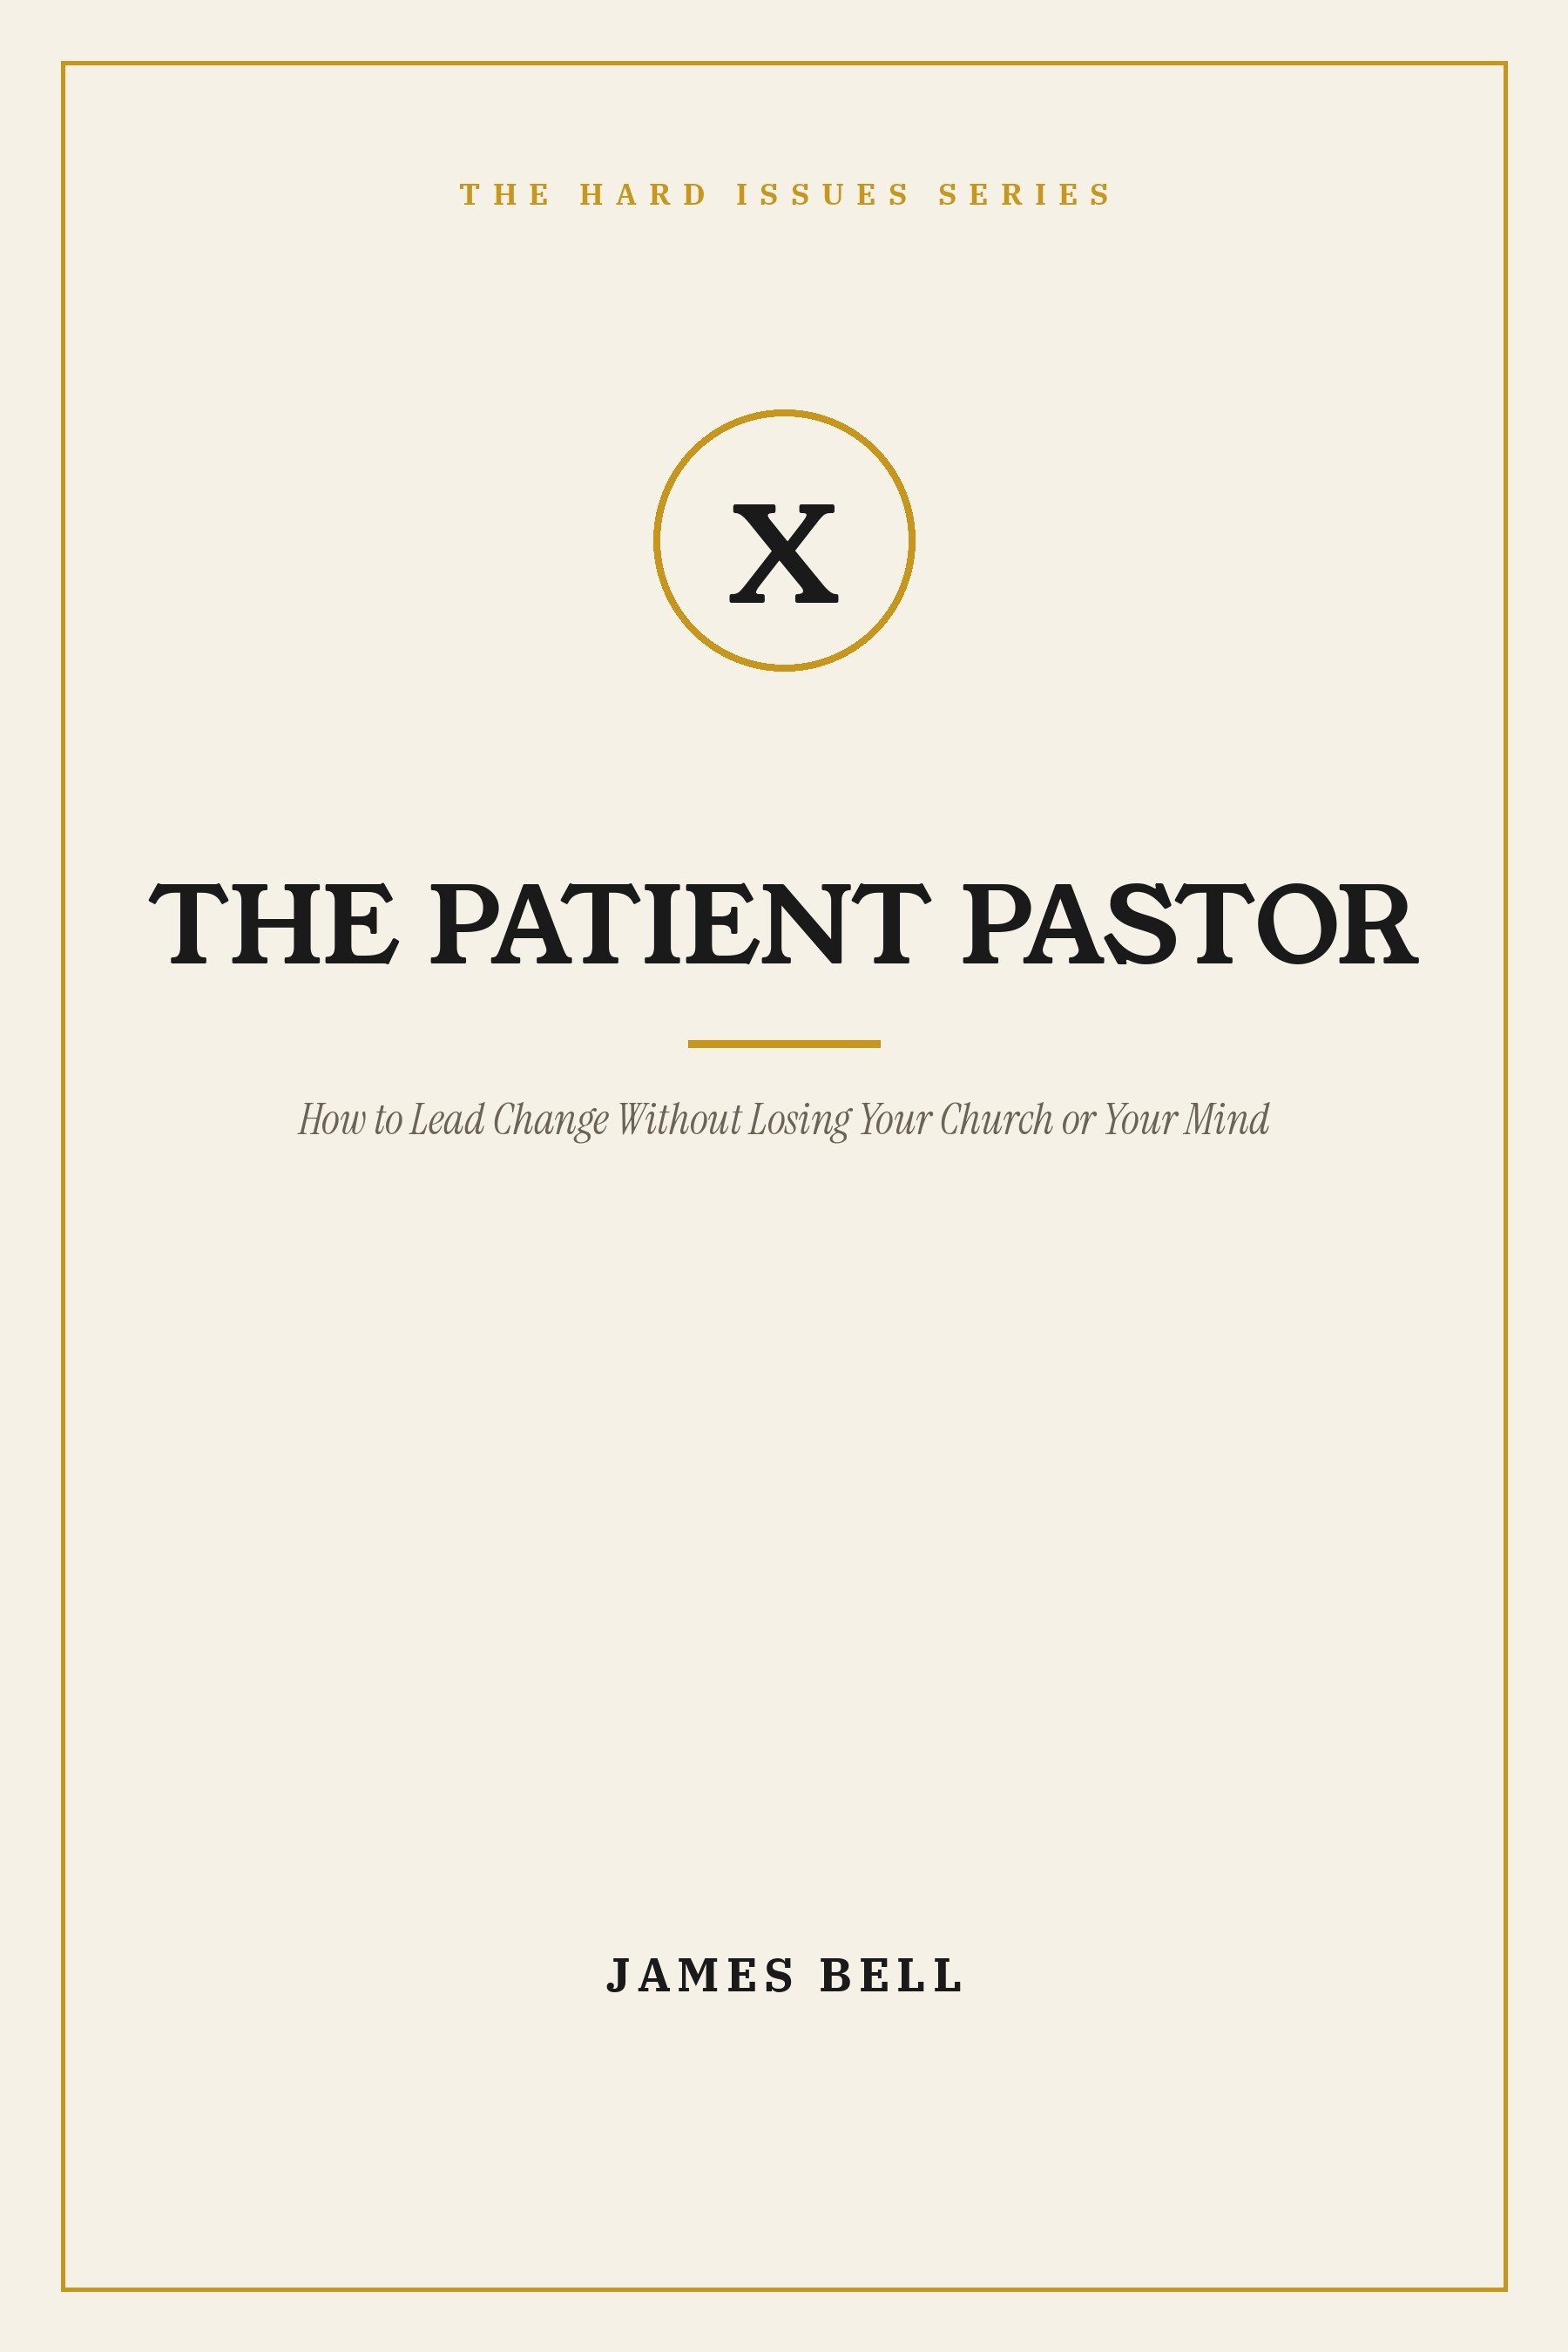 THE HARD ISSUES SERIES
x
THE PATIENT PASTOR
How to Lead Change Without Losing Your Church or Your Mind
JAMES BELL